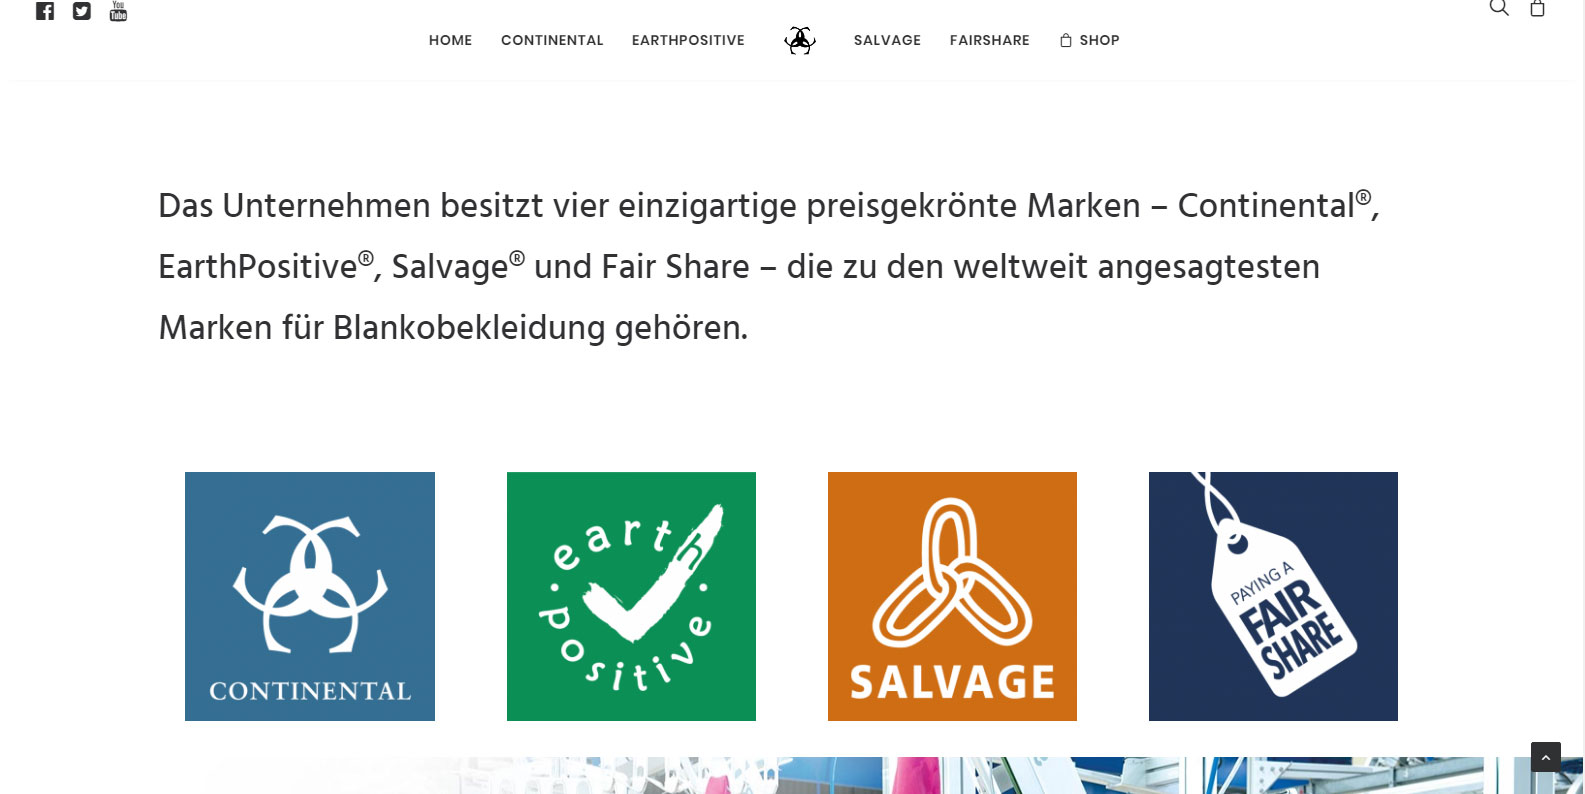 You
Tube
HOME CONTINENTAL EARTHPOSITIVE SALVAGE FAIRSHARE SHOP
Das Unternehmen besitzt vier einzigartige preisgekrönte Marken – Continental®,
EarthPositive®, Salvage® und Fair Share – die zu den weltweit angesagtesten
Marken für Blankobekleidung gehören.
CONTINENTAL
·earth
positive·
SALVAGE
PAYING A
FAIR
SHARE